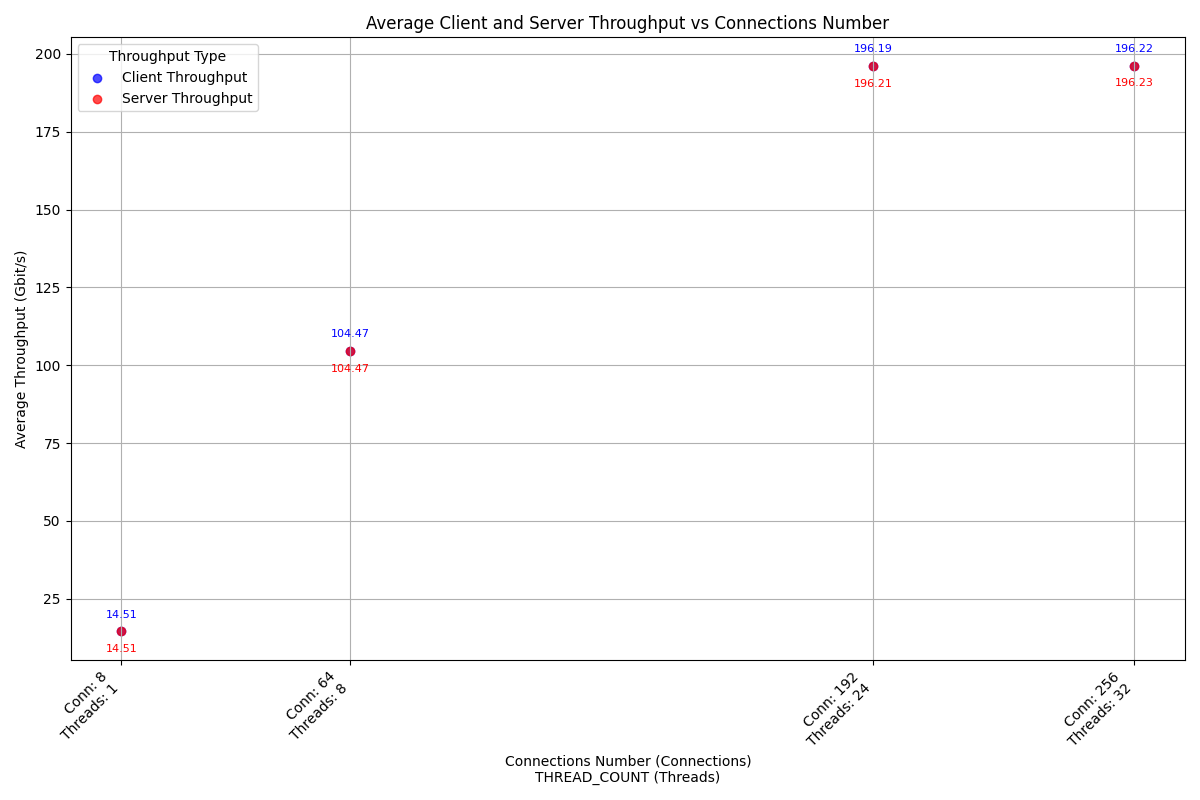 Average Client and Server Throughput vs Connections Number
Throughput Type
Client Throughput
Server Throughput
Average Throughput (Gbit/s)
200
175
150
125
100
75
50
25
14.51
14.51
104.47
104.47
196.19
196.21
196.22
196.23
Conn: 8
Threads: 1
Conn: 64
Threads: 8
Conn: 192
Threads: 24
Conn: 256
Threads: 32
Connections Number (Connections)
THREAD_COUNT (Threads)